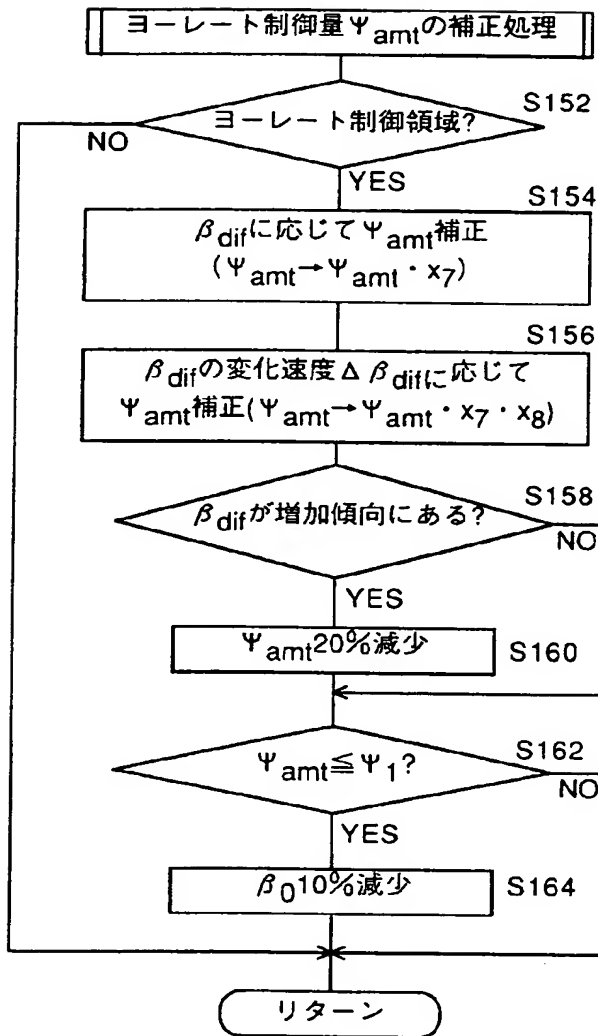 ヨーレート制御量Ψamtの補正処理
S152
ヨーレート制御領域?
NO
YES
S154
βdifに応じてΨamt補正
(Ψamt→Ψamt・x7)
S156
βdifの変化速度Δβdifに応じて
Ψamt補正(Ψamt→Ψamt・x7・x8)
S158
βdifが増加傾向にある?
NO
YES
Ψamt20%減少
S160
S162
Ψamt≦Ψ1?
NO
YES
β010%減少
S164
リターン